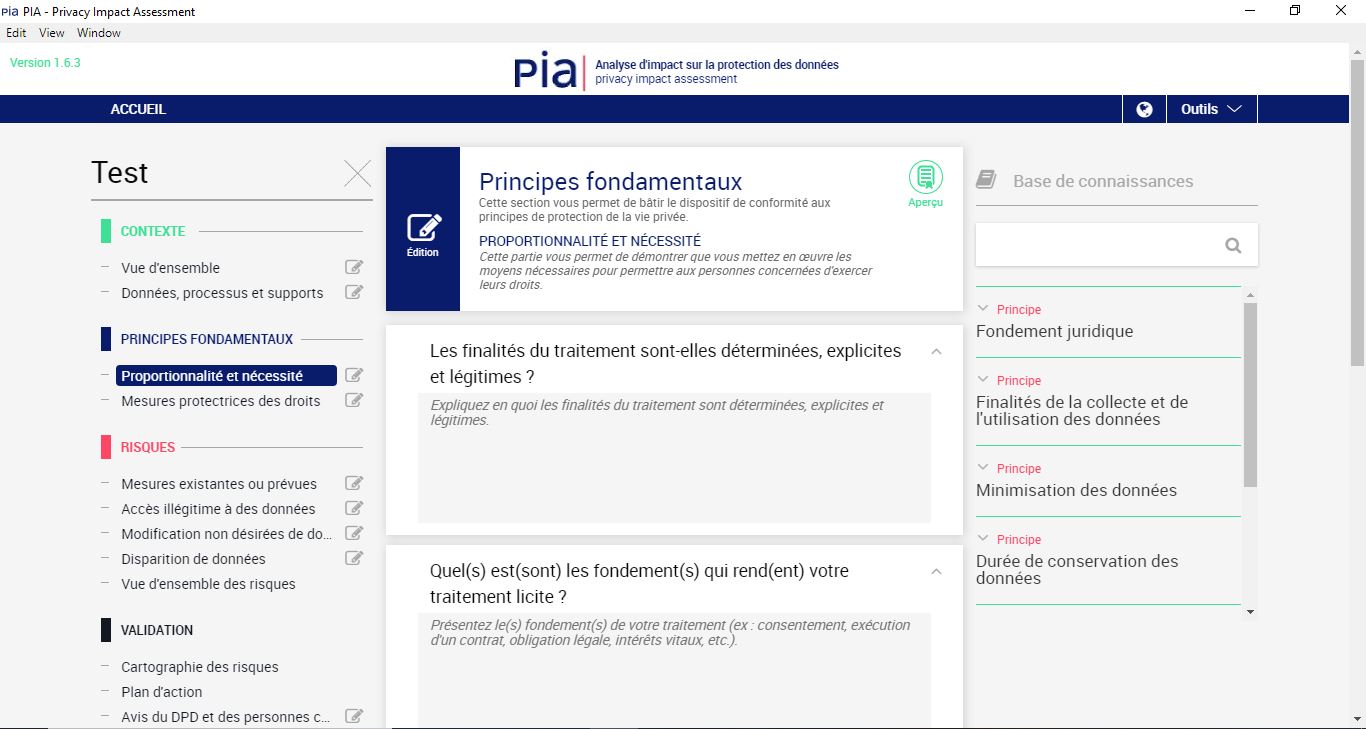 pia PIA - Privacy Impact Assessment
Edit View Window
Version 1.6.3
pia
Analyse d'impact sur la protection des données
privacy impact assessment
ACCUEIL
Outils
Test
CONTEXTE
Vue d'ensemble
Données, processus et supports
PRINCIPES FONDAMENTAUX
Proportionnalité et nécessité
Mesures protectrices des droits
RISQUES
Mesures existantes ou prévues
Accès illégitime à des données
Modification non désirées de do...
Disparition de données
Vue d'ensemble des risques
VALIDATION
Cartographie des risques
Plan d'action
Avis du DPD et des personnes c...
Édition
Principes fondamentaux
Cette section vous permet de bâtir le dispositif de conformité aux
principes de protection de la vie privée.
PROPORTIONNALITÉ ET NÉCESSITÉ
Cette partie vous permet de démontrer que vous mettez en œuvre les
moyens nécessaires pour permettre aux personnes concernées d'exercer
leurs droits.
Aperçu
Les finalités du traitement sont-elles déterminées, explicites
et légitimes ?
Expliquez en quoi les finalités du traitement sont déterminées, explicites et
légitimes.
Quel(s) est(sont) les fondement(s) qui rend(ent) votre
traitement licite ?
Présentez le(s) fondement(s) de votre traitement (ex : consentement, exécution
d'un contrat, obligation légale, intérêts vitaux, etc.).
Base de connaissances
Principe
Fondement juridique
Principe
Finalités de la collecte et de
l'utilisation des données
Principe
Minimisation des données
Principe
Durée de conservation des
données